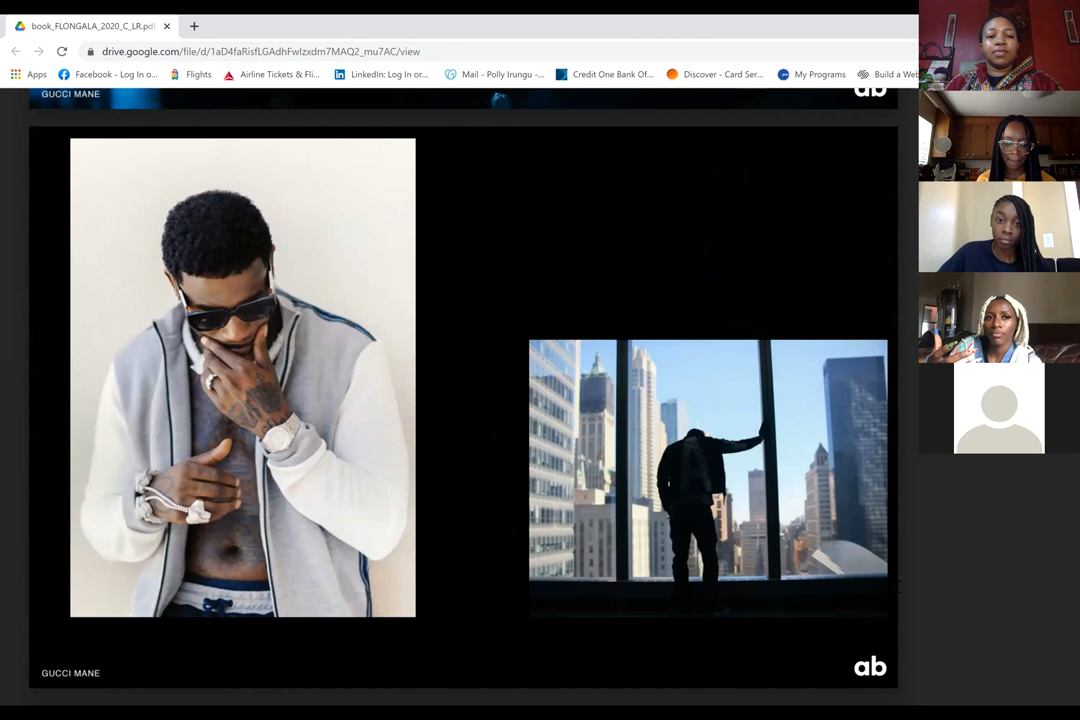 book_FLONGALA_2020_C_LR.pdf
drive.google.com/file/d/1aD4faRisfLGAdhFwIzxdm7MAQ2_mu7AC/view
Apps
Facebook - Log In o...
Flights
Airline Tickets & Fli...
LinkedIn: Log In or...
Mail - Polly Irungu -...
Credit One Bank Of...
Discover - Card Ser...
My Programs
Build a Web
GUCCI MANE
ab
GUCCI MANE
ab